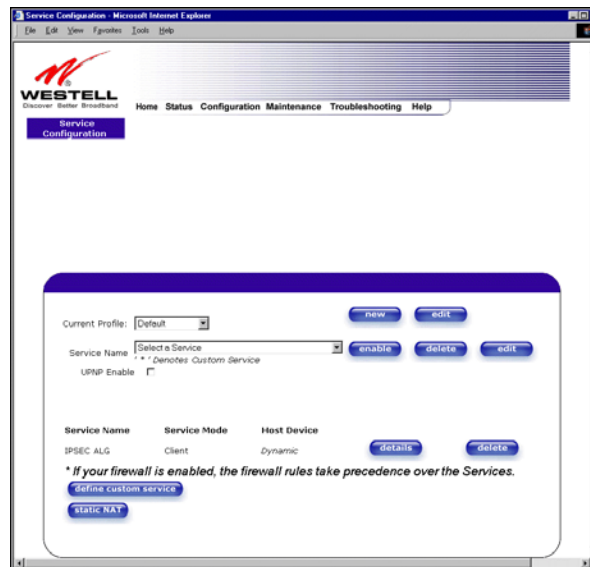 Service Configuration - Microsoft Internet Explorer
File Edit View Favorites Tools Help
WESTELL
Discover Better Broadband
Home Status Configuration Maintenance Troubleshooting Help
Service
Configuration
new edit
Current Profile: Default
Service Name Select a Service enable delete edit
' * ' Denotes Custom Service
UPNP Enable
Service Name Service Mode Host Device
IPSEC ALG Client Dynamic details delete
* If your firewall is enabled, the firewall rules take precedence over the Services.
define custom service
static NAT